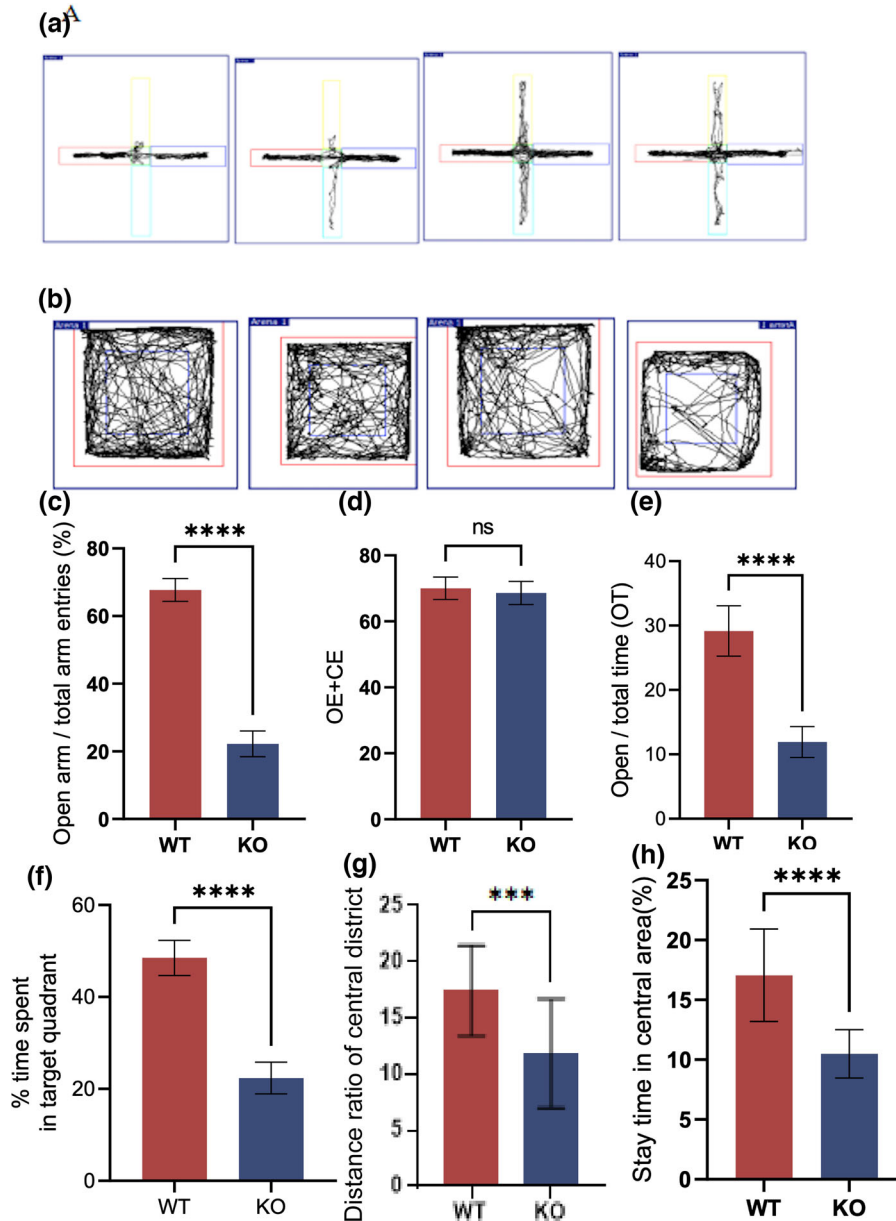 (a)
A
(b)
Arena 1
Arena 1
Arena 1
Arena 1
(c)
(d)
(e)
Open arm / total arm entries (%)
80
60
40
20
0
****
WT
KO
OE+CE
80
60
40
20
0
ns
WT
KO
Open / total time (OT)
40
30
20
10
0
****
WT
KO
(f)
(g)
(h)
% time spent
in target quadrant
60
40
20
0
****
WT
KO
Distance ratio of central district
25
20
15
10
5
0
***
WT
KO
Stay time in central area(%)
25
20
15
10
5
0
****
WT
KO